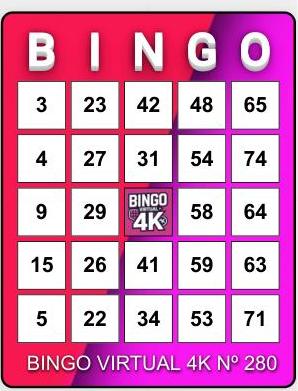 B I N G O
3 23 42 48 65
4 27 31 54 74
9 29 BINGO VIRTUAL 4K 58 64
15 26 41 59 63
5 22 34 53 71
BINGO VIRTUAL 4K Nº 280